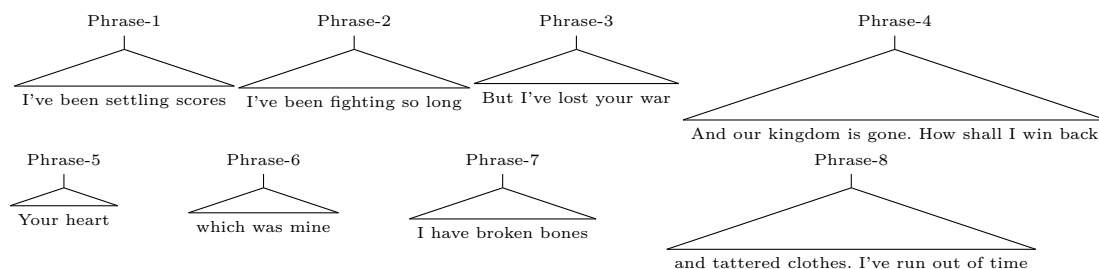 Phrase-1 Phrase-2 Phrase-3 Phrase-4
I've been settling scores I've been fighting so long But I've lost your war And our kingdom is gone. How shall I win back
Phrase-5 Phrase-6 Phrase-7 Phrase-8
Your heart which was mine I have broken bones and tattered clothes. I've run out of time